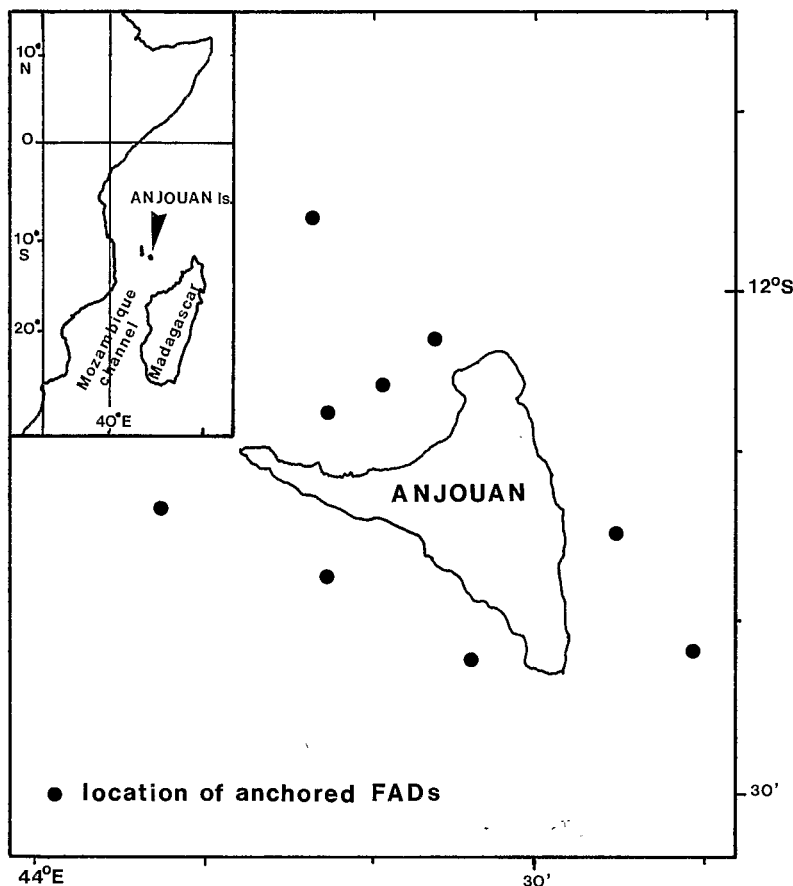 10°
N
0
ANJOUAN Is.
10°
S
20°
Mozambique
channel
Madagascar
40°E
12°S
ANJOUAN
location of anchored FADs
30'
44°E
30'